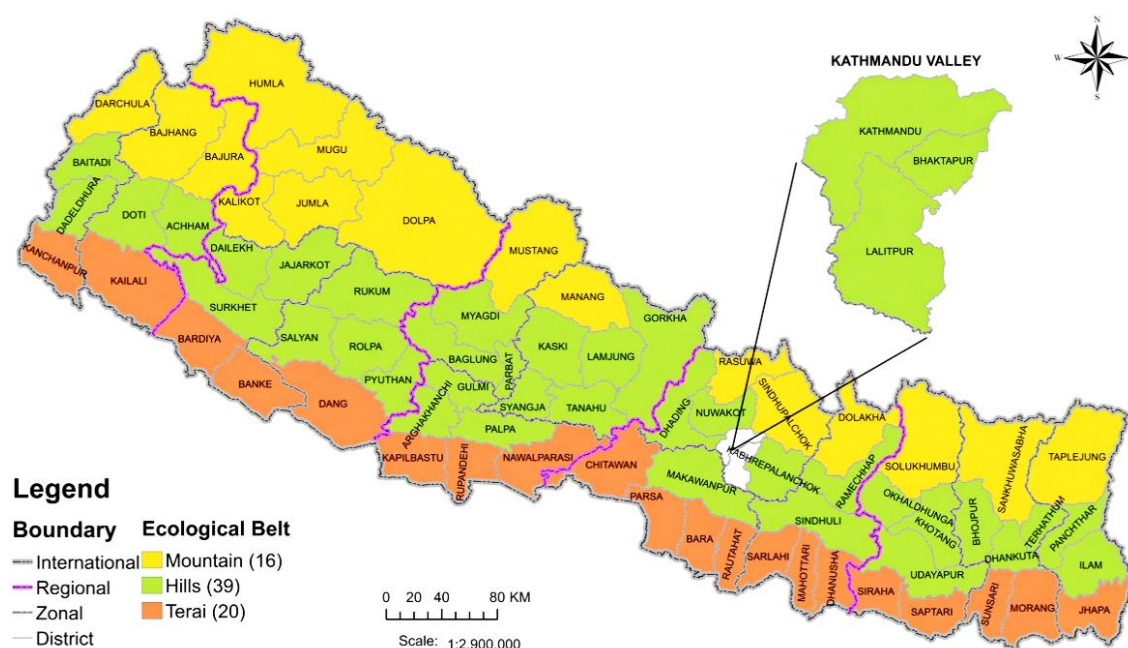 N
W
E
S
KATHMANDU VALLEY
KATHMANDU
BHAKTAPUR
LALITPUR
HUMLA
DARCHULA
BAJHANG
BAJURA
MUGU
BAITADI
DADELDHURA
DOTI
ACHHAM
KALIKOT
JUMLA
DOLPA
MUSTANG
MANANG
DAILEKH
JAJARKOT
KANCHANPUR
KAILALI
RUKUM
GORKHA
SURKHET
MYAGDI
BARDIYA
SALYAN
ROLPA
BAGLUNG
PARBAT
KASKI
LAMJUNG
RASUWA
SINDHUPALCHOK
DOLAKHA
BANKE
PYUTHAN
GULMI
DANG
ARGHAKHANCHI
SYANGJA
TANAHU
DHADING
NUWAKOT
PALPA
KAPILBASTU
RUPANDEHI
NAWALPARASI
CHITAWAN
MAKAWANPUR
KABHREPALANCHOK
RAMECHHAP
SOLUKHUMBU
SANKHUWASABHA
TAPLEJUNG
OKHALDHUNGA
KHOTANG
BHOJPUR
TERHATHUM
PANCHTHAR
DHANKUTA
ILAM
PARSA
BARA
RAUTAHAT
SARLAHI
MAHOTTARI
DHANUSHA
SINDHULI
SIRAHA
UDAYAPUR
SAPTARI
SUNSARI
MORANG
JHAPA
Legend
Boundary
International
Regional
Zonal
District
Ecological Belt
Mountain (16)
Hills (39)
Terai (20)
0 20 40 80 KM
Scale: 1:2,900,000